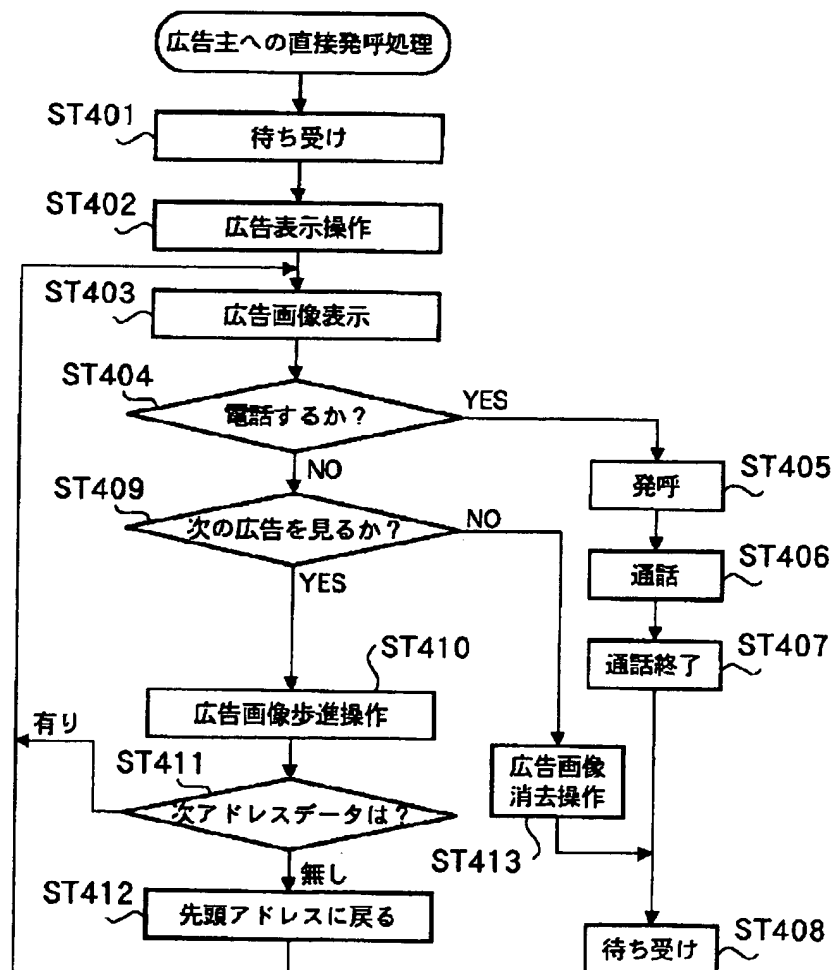 広告主への直接発呼処理
ST401
待ち受け
ST402
広告表示操作
ST403
広告画像表示
ST404
電話するか?
YES
NO
ST405
発呼
ST409
次の広告を見るか?
NO
YES
ST406
通話
ST407
通話終了
ST410
広告画像歩進操作
有り
ST411
次アドレスデータは?
広告画像
消去操作
ST413
無し
ST412
先頭アドレスに戻る
ST408
待ち受け